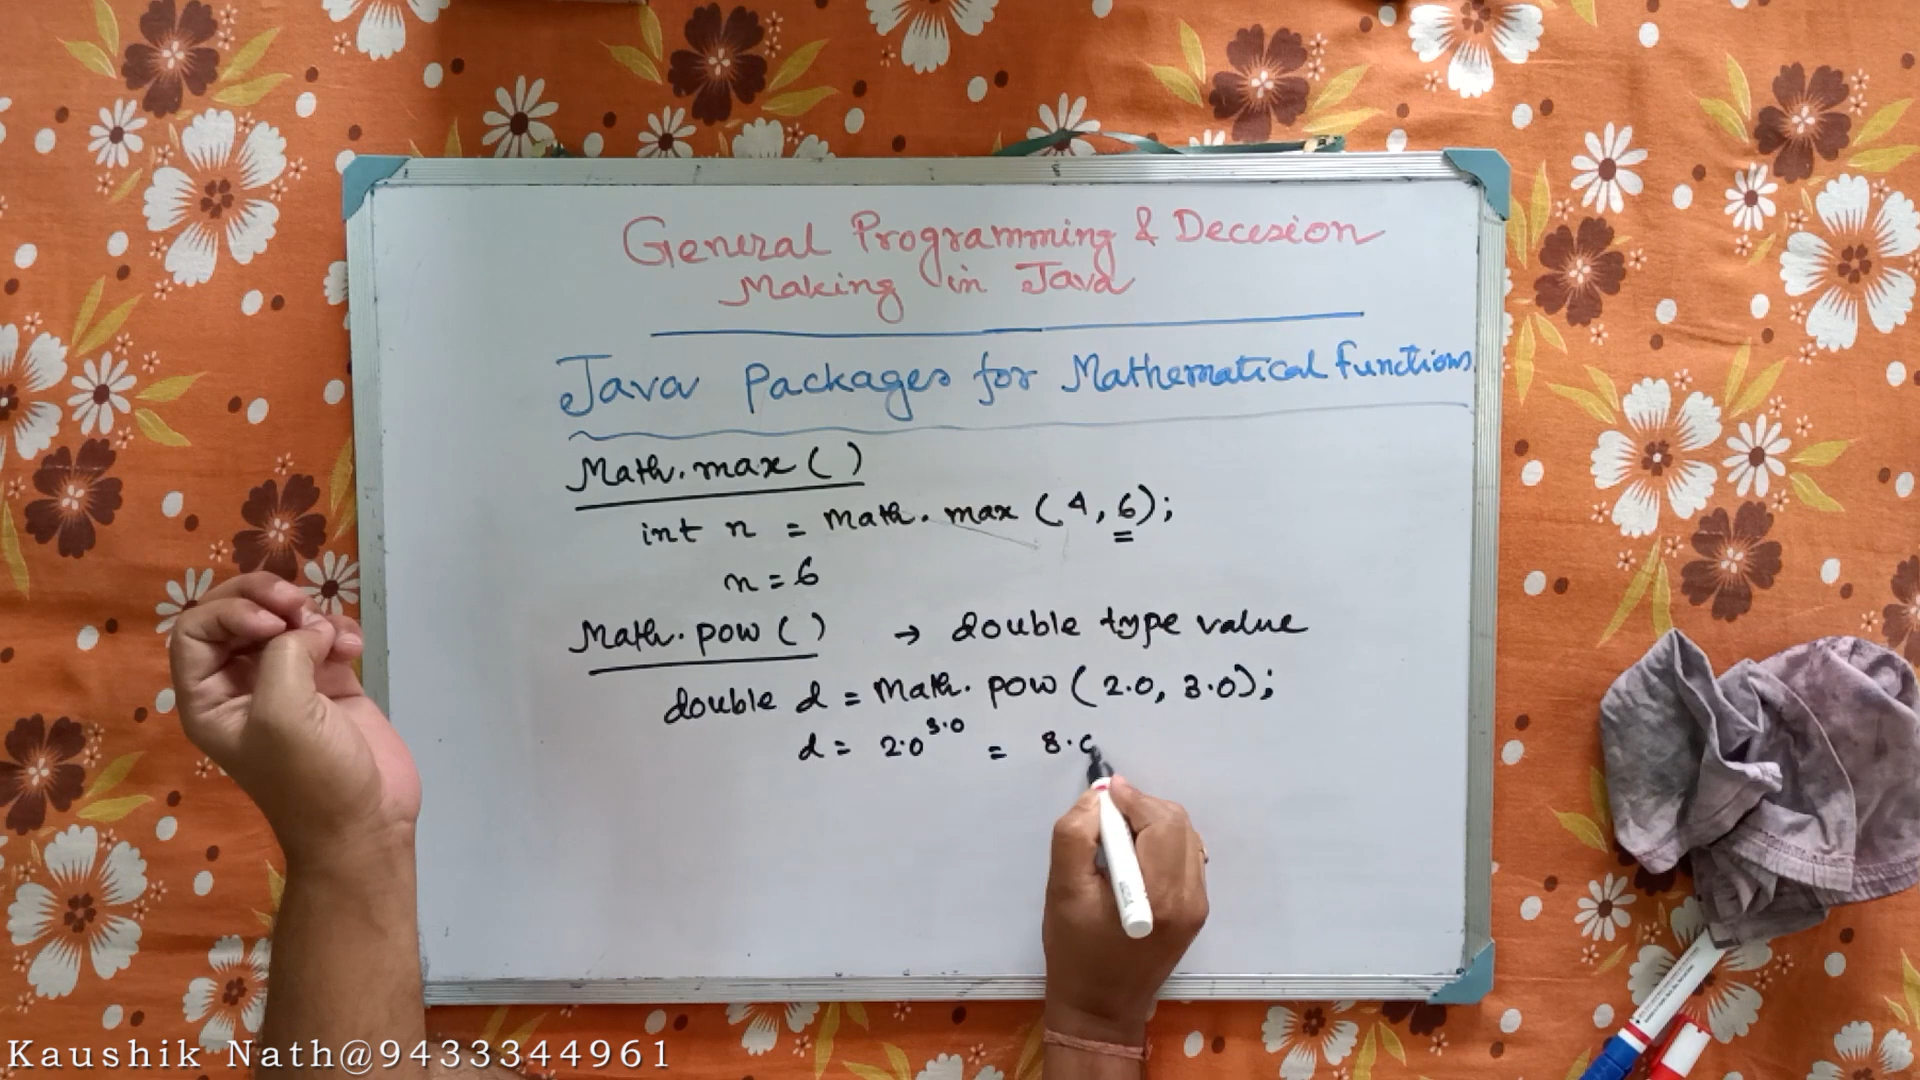 General Programming & Decesion
Making in Java
Java Packages for Mathematical Functions.
Math.max ( )
int n = Math.max (4, 6);
n = 6
Math.pow ( ) → double type value
double d = Math.pow (2.0, 3.0);
d = 2.0^3.0 = 8.0
Kaushik Nath@9433344961